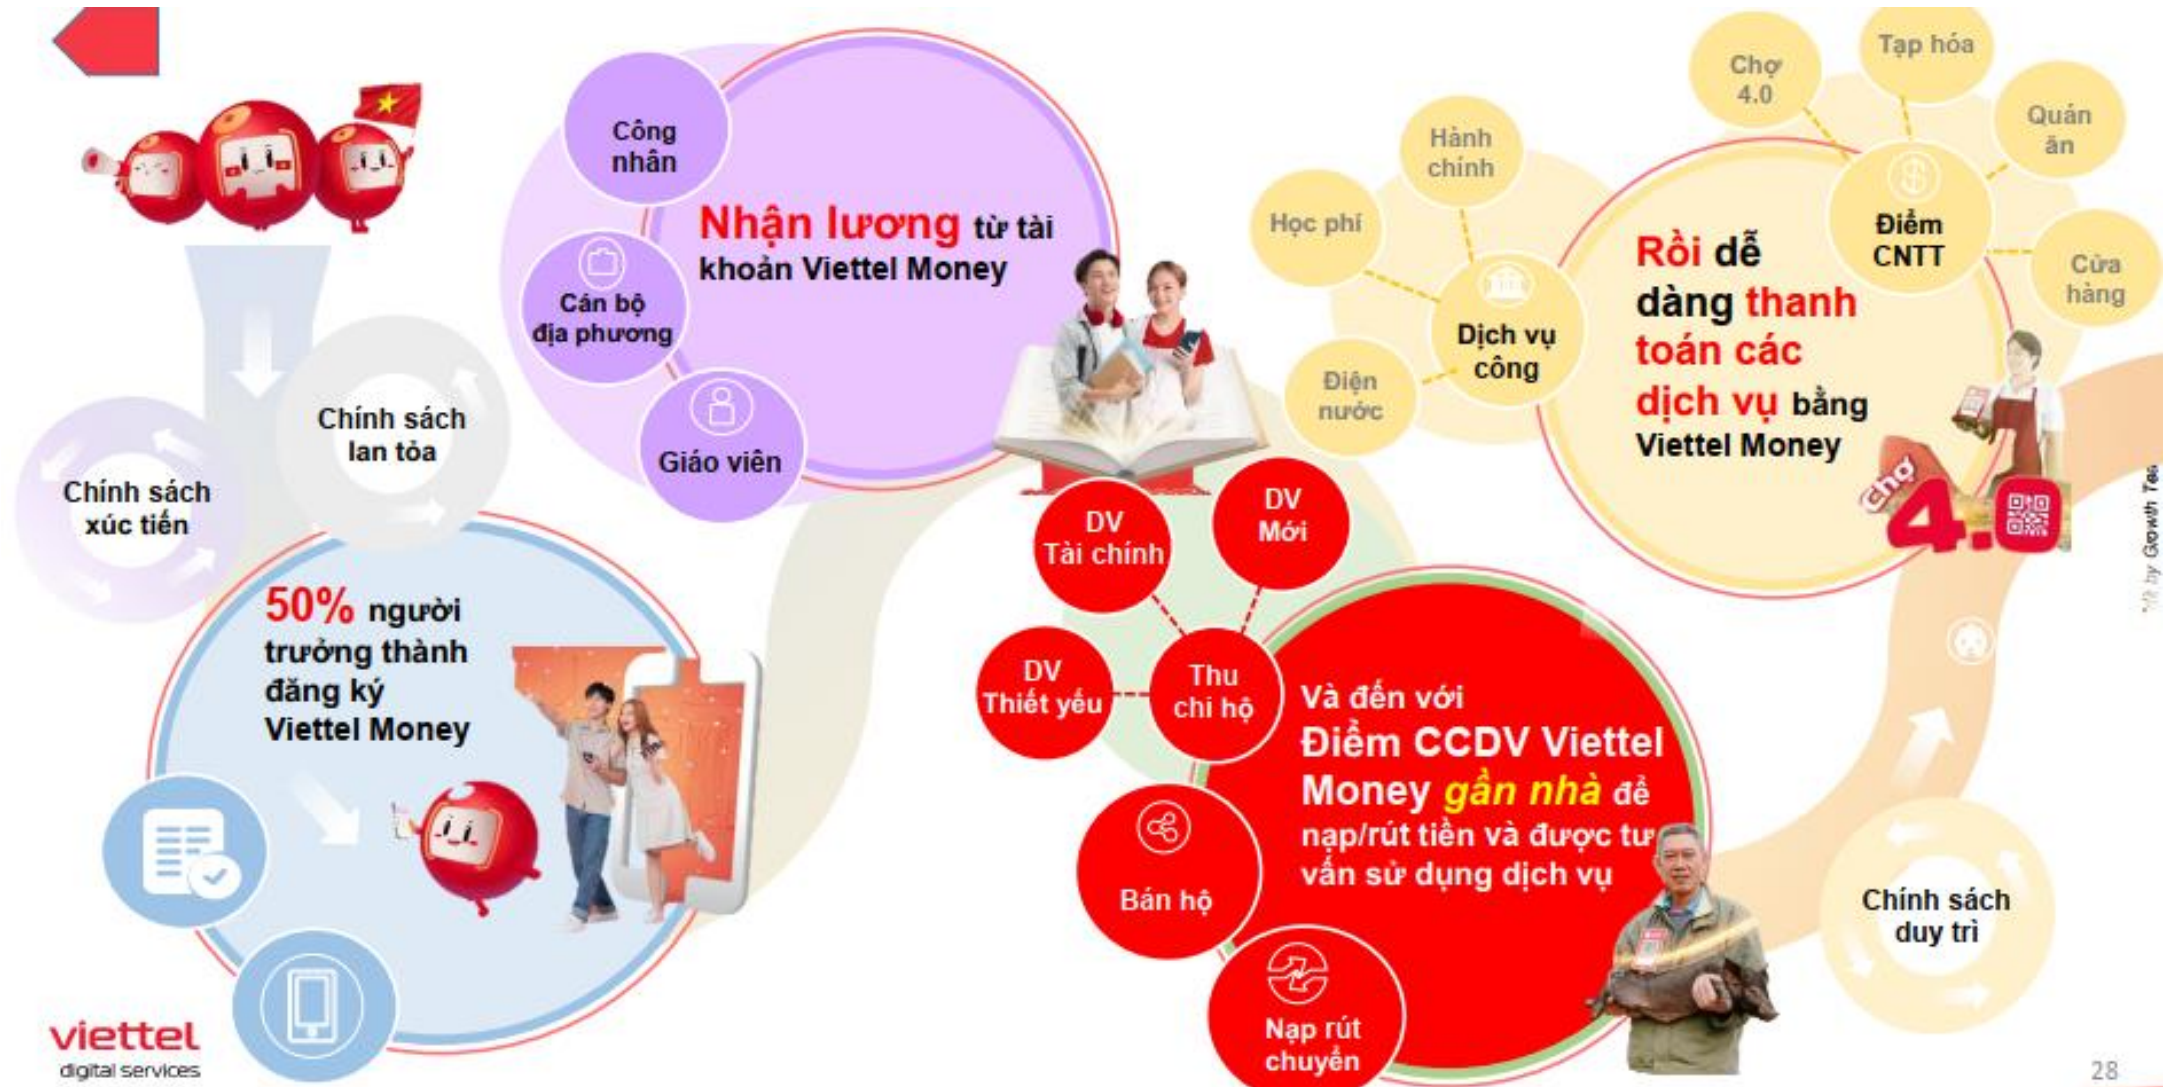 Công
nhân
Cán bộ
địa phương
Giáo viên
Nhận lương từ tài
khoản Viettel Money
Chính sách
lan tỏa
Chính sách
xúc tiến
50% người
trưởng thành
đăng ký
Viettel Money
Chợ
4.0
Tạp hóa
Quán
ăn
Cửa
hàng
Điểm
CNTT
Hành
chính
Học phí
Điện
nước
Dịch vụ
công
Rồi dễ
dàng thanh
toán các
dịch vụ bằng
Viettel Money
chợ
4.0
by Growth Tea
DV
Tài chính
DV
Mới
DV
Thiết yếu
Thu
chi hộ
Bán hộ
Nạp rút
chuyển
Và đến với
Điểm CCDV Viettel
Money gần nhà để
nạp/rút tiền và được tư
vấn sử dụng dịch vụ
Chính sách
duy trì
viettel
digital services
28